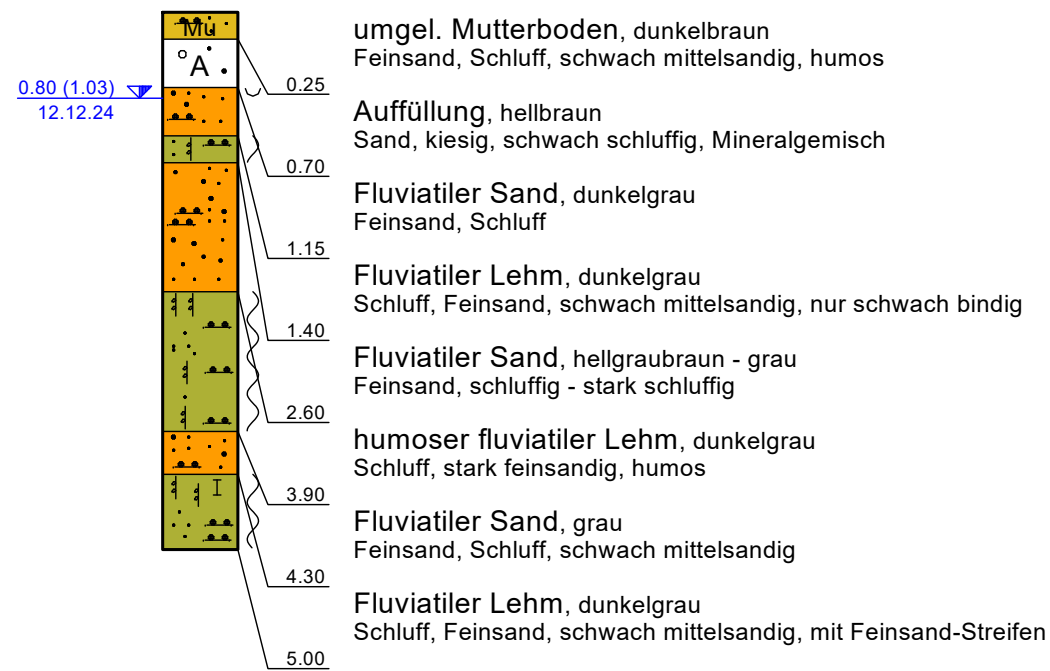 Mu
A
0.80 (1.03)
12.12.24
umgel. Mutterboden, dunkelbraun
Feinsand, Schluff, schwach mittelsandig, humos
0.25
Auffüllung, hellbraun
Sand, kiesig, schwach schluffig, Mineralgemisch
0.70
Fluviatiler Sand, dunkelgrau
Feinsand, Schluff
1.15
Fluviatiler Lehm, dunkelgrau
Schluff, Feinsand, schwach mittelsandig, nur schwach bindig
1.40
Fluviatiler Sand, hellgraubraun - grau
Feinsand, schluffig - stark schluffig
2.60
humoser fluviatiler Lehm, dunkelgrau
Schluff, stark feinsandig, humos
3.90
Fluviatiler Sand, grau
Feinsand, Schluff, schwach mittelsandig
4.30
Fluviatiler Lehm, dunkelgrau
Schluff, Feinsand, schwach mittelsandig, mit Feinsand-Streifen
5.00